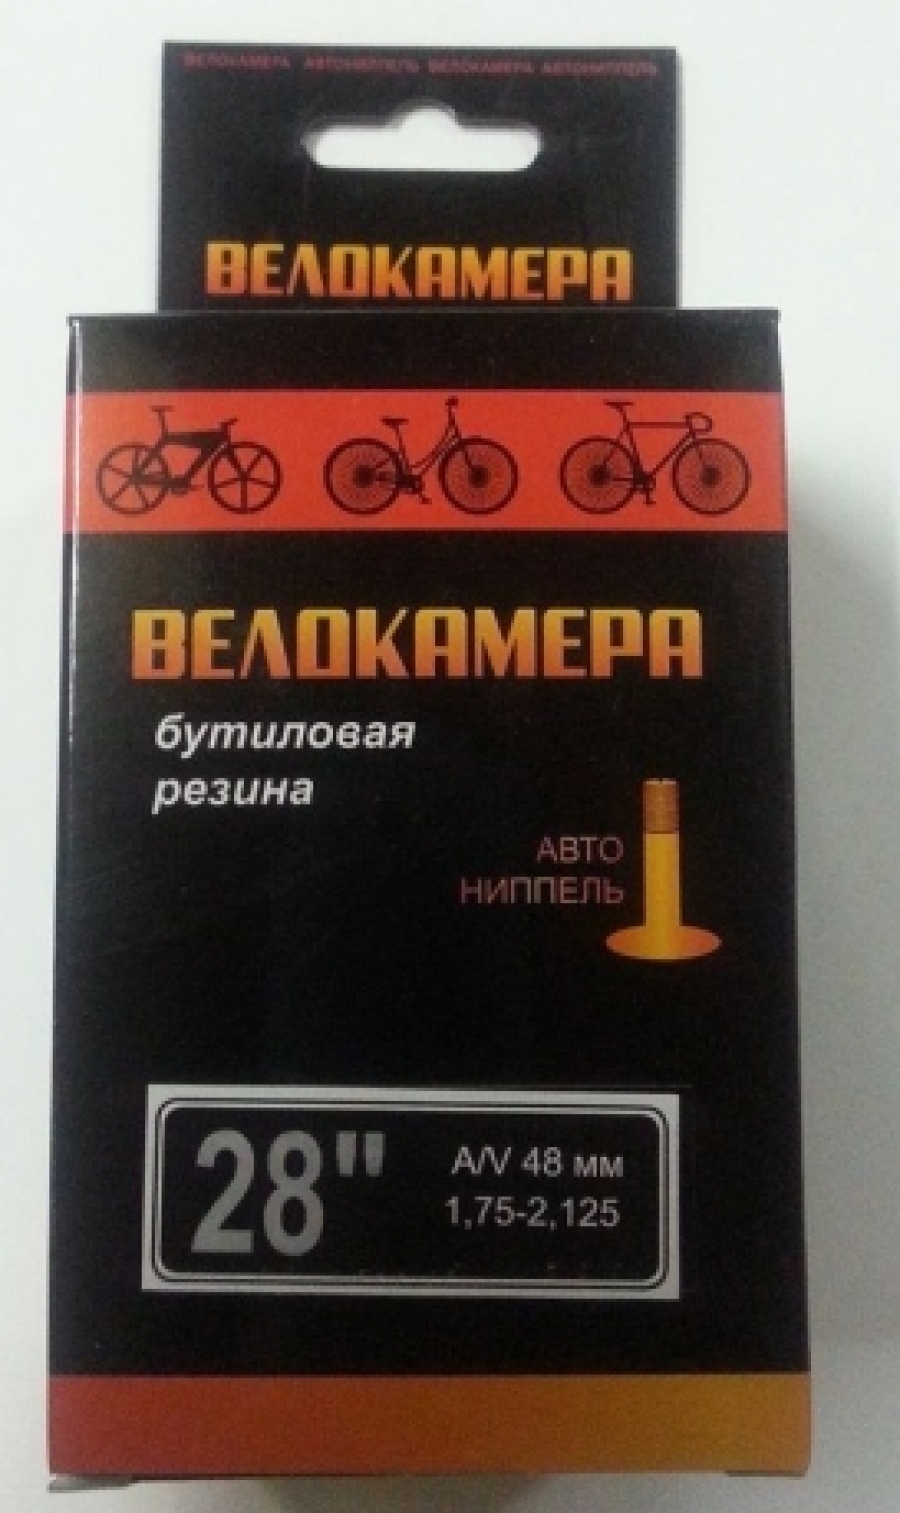 ВЕЛОКАМЕРА АВТОНИППЕЛЬ ВЕЛОКАМЕРА АВТОНИППЕЛЬ
ВЕЛОКАМЕРА
ВЕЛОКАМЕРА
бутиловая
резина
АВТО
НИППЕЛЬ
28" A/V 48 мм
1,75-2,125